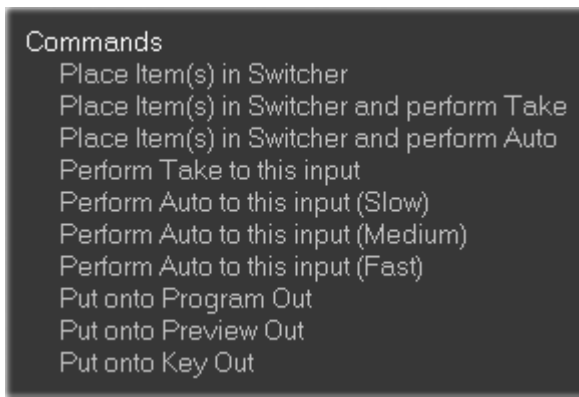 Commands
Place Item(s) in Switcher
Place Item(s) in Switcher and perform Take
Place Item(s) in Switcher and perform Auto
Perform Take to this input
Perform Auto to this input (Slow)
Perform Auto to this input (Medium)
Perform Auto to this input (Fast)
Put onto Program Out
Put onto Preview Out
Put onto Key Out